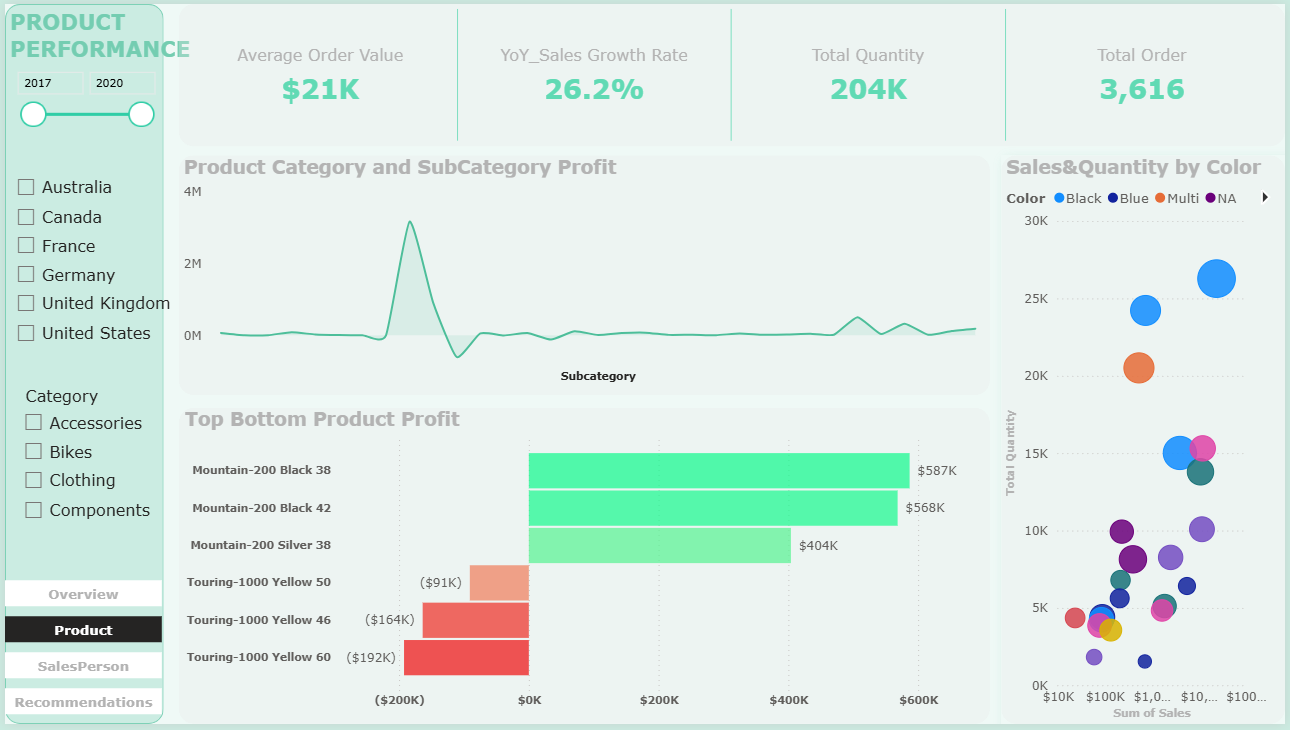 PRODUCT
PERFORMANCE
2017 2020
Australia
Canada
France
Germany
United Kingdom
United States
Category
Accessories
Bikes
Clothing
Components
Overview
Product
SalesPerson
Recommendations
Average Order Value
$21K
YoY_Sales Growth Rate
26.2%
Total Quantity
204K
Total Order
3,616
Product Category and SubCategory Profit
4M
2M
0M
Subcategory
Top Bottom Product Profit
Mountain-200 Black 38 $587K
Mountain-200 Black 42 $568K
Mountain-200 Silver 38 $404K
Touring-1000 Yellow 50 ($91K)
Touring-1000 Yellow 46 ($164K)
Touring-1000 Yellow 60 ($192K)
($200K) $0K $200K $400K $600K
Sales&Quantity by Color
Color Black Blue Multi NA
30K
25K
20K
15K
10K
5K
0K
Total Quantity
$10K $100K $1,0... $10,... $100...
Sum of Sales